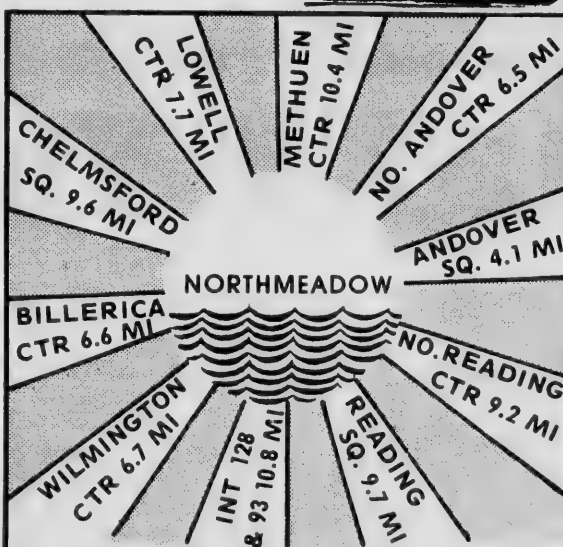 LOWELL
CTR 7.7 MI
METHUEN
CTR 10.4 MI
NO. ANDOVER
CTR 6.5 MI
CHELMSFORD
SQ. 9.6 MI
ANDOVER
SQ. 4.1 MI
NORTHMEADOW
BILLERICA
CTR 6.6 MI
NO. READING
CTR 9.2 MI
WILMINGTON
CTR 6.7 MI
INT 128
& 93 10.8 MI
READING
SQ. 9.7 MI